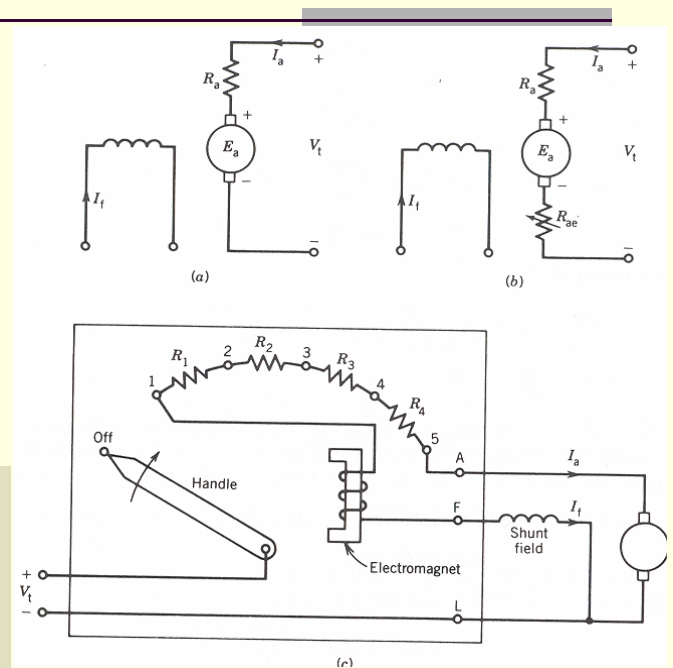 Iₐ
+
Rₐ
+
Eₐ
Vₜ
−
I_f
−
(a)
Iₐ
+
Rₐ
+
Eₐ
Vₜ
−
I_f
R_ae
−
(b)
R₁
2
R₂
3
R₃
1
4
R₄
5
Off
A
Iₐ
Handle
F
I_f
Shunt
field
Electromagnet
+
Vₜ
−
L
(c)